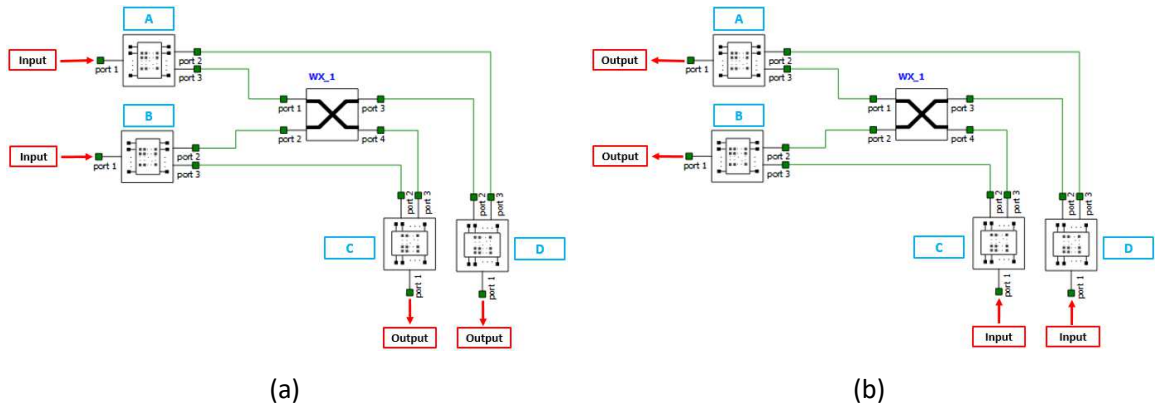 A
Input
port 1
port 2
port 3
WX_1
port 1
port 3
B
port 2
port 4
Input
port 1
port 2
port 3
port 2
port 3
port 2
port 3
C
D
port 1
port 1
Output
Output
(a)
A
Output
port 1
port 2
port 3
WX_1
port 1
port 3
B
port 2
port 4
Output
port 1
port 2
port 3
port 2
port 3
port 2
port 3
C
D
port 1
port 1
Input
Input
(b)